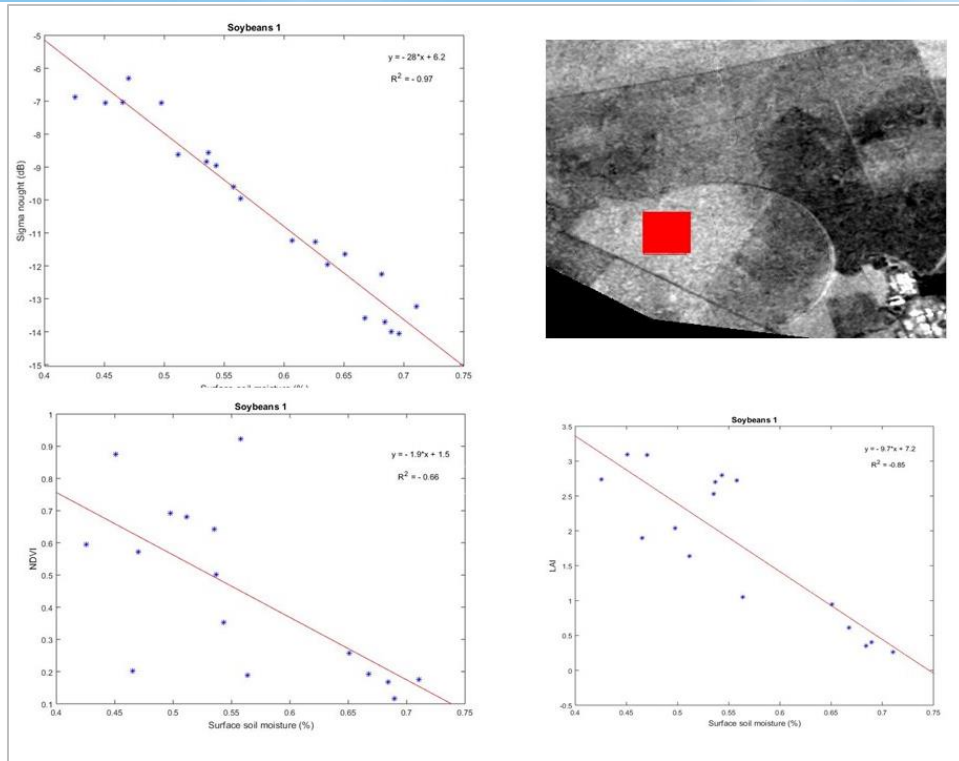 Soybeans 1
y = - 28*x + 6.2
R² = - 0.97
-5
-6
-7
-8
-9
-10
-11
-12
-13
-14
-15
Sigma nought (dB)
0.4 0.45 0.5 0.55 0.6 0.65 0.7 0.75
Surface soil moisture (%)
Soybeans 1
y = - 1.9*x + 1.5
R² = - 0.66
1
0.9
0.8
0.7
0.6
0.5
0.4
0.3
0.2
0.1
NDVI
0.4 0.45 0.5 0.55 0.6 0.65 0.7 0.75
Surface soil moisture (%)
Soybeans 1
y = - 9.7*x + 7.2
R² = -0.85
3.5
3
2.5
2
1.5
1
0.5
0
-0.5
LAI
0.4 0.45 0.5 0.55 0.6 0.65 0.7 0.75
Surface soil moisture (%)